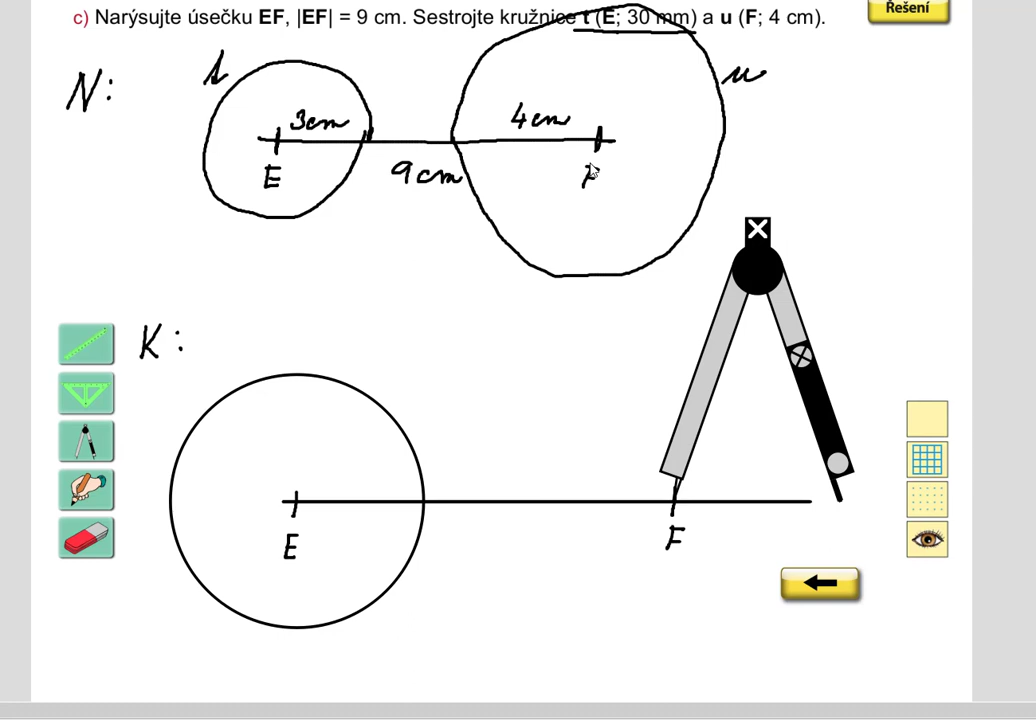 Řešení
c) Narýsujte úsečku EF, |EF| = 9 cm. Sestrojte kružnice t (E; 30 mm) a u (F; 4 cm).
N:
t
u
3cm
4cm
E
9cm
F
K:
E
F